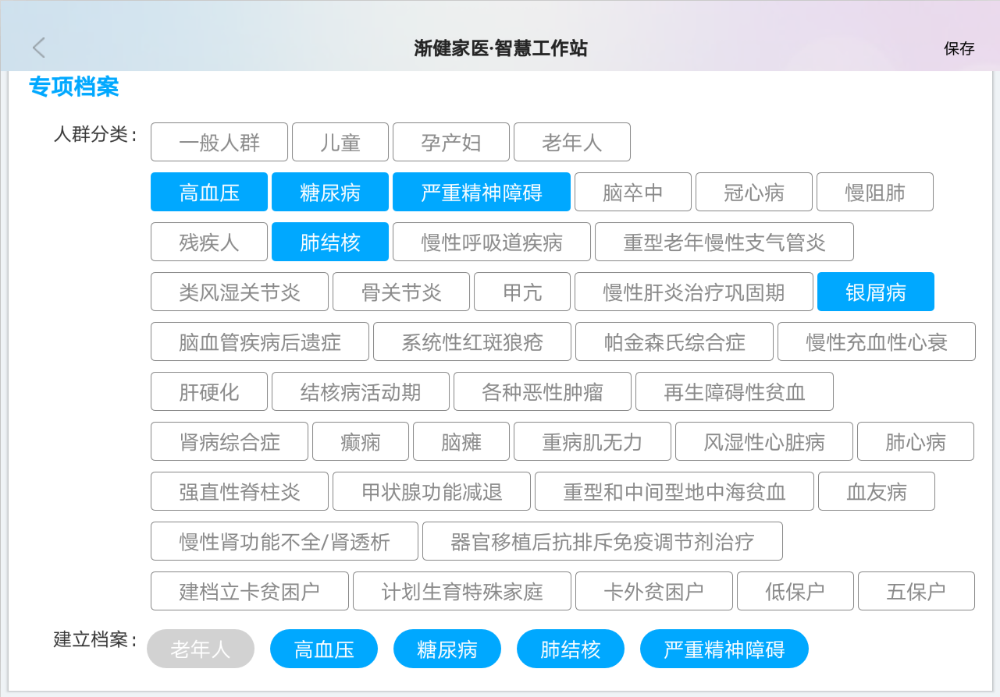 渐健家医·智慧工作站 保存
专项档案
人群分类: 一般人群 儿童 孕产妇 老年人
高血压 糖尿病 严重精神障碍 脑卒中 冠心病 慢阻肺
残疾人 肺结核 慢性呼吸道疾病 重型老年慢性支气管炎
类风湿关节炎 骨关节炎 甲亢 慢性肝炎治疗巩固期 银屑病
脑血管疾病后遗症 系统性红斑狼疮 帕金森氏综合症 慢性充血性心衰
肝硬化 结核病活动期 各种恶性肿瘤 再生障碍性贫血
肾病综合症 癫痫 脑瘫 重病肌无力 风湿性心脏病 肺心病
强直性脊柱炎 甲状腺功能减退 重型和中间型地中海贫血 血友病
慢性肾功能不全/肾透析 器官移植后抗排斥免疫调节剂治疗
建档立卡贫困户 计划生育特殊家庭 卡外贫困户 低保户 五保户
建立档案: 老年人 高血压 糖尿病 肺结核 严重精神障碍